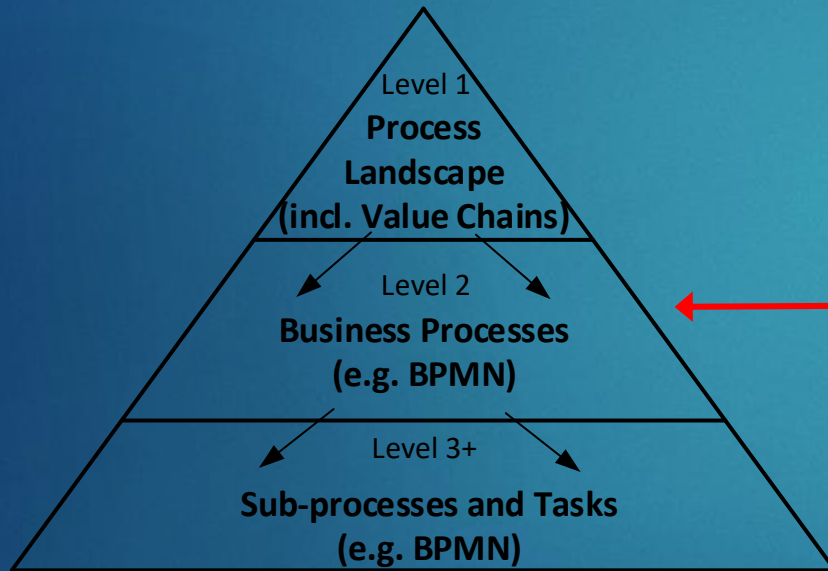 Level 1
Process
Landscape
(incl. Value Chains)
Level 2
Business Processes
(e.g. BPMN)
Level 3+
Sub-processes and Tasks
(e.g. BPMN)